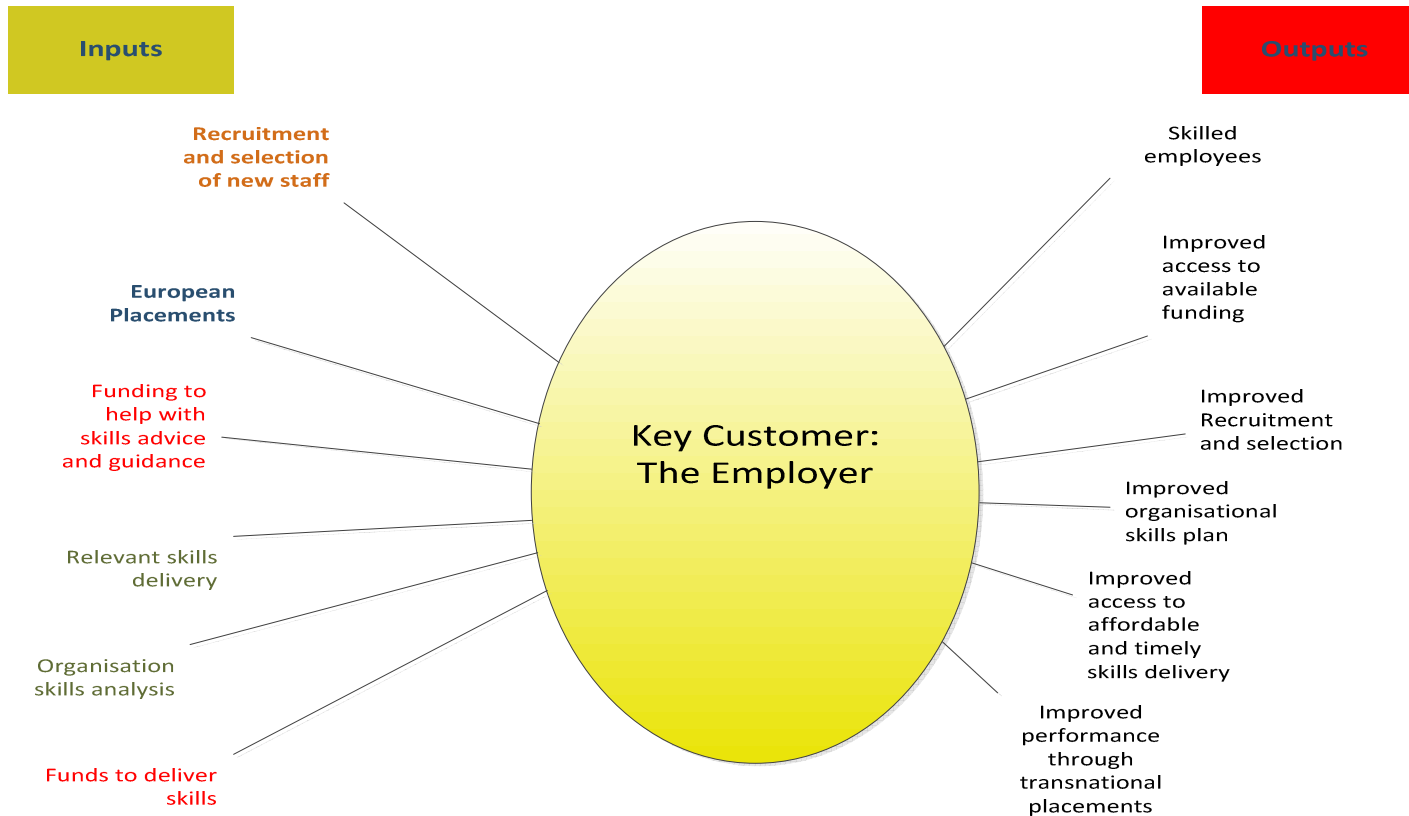 Inputs
Outputs
Recruitment
and selection
of new staff
European
Placements
Funding to
help with
skills advice
and guidance
Relevant skills
delivery
Organisation
skills analysis
Funds to deliver
skills
Key Customer:
The Employer
Skilled
employees
Improved
access to
available
funding
Improved
Recruitment
and selection
Improved
organisational
skills plan
Improved
access to
affordable
and timely
skills delivery
Improved
performance
through
transnational
placements